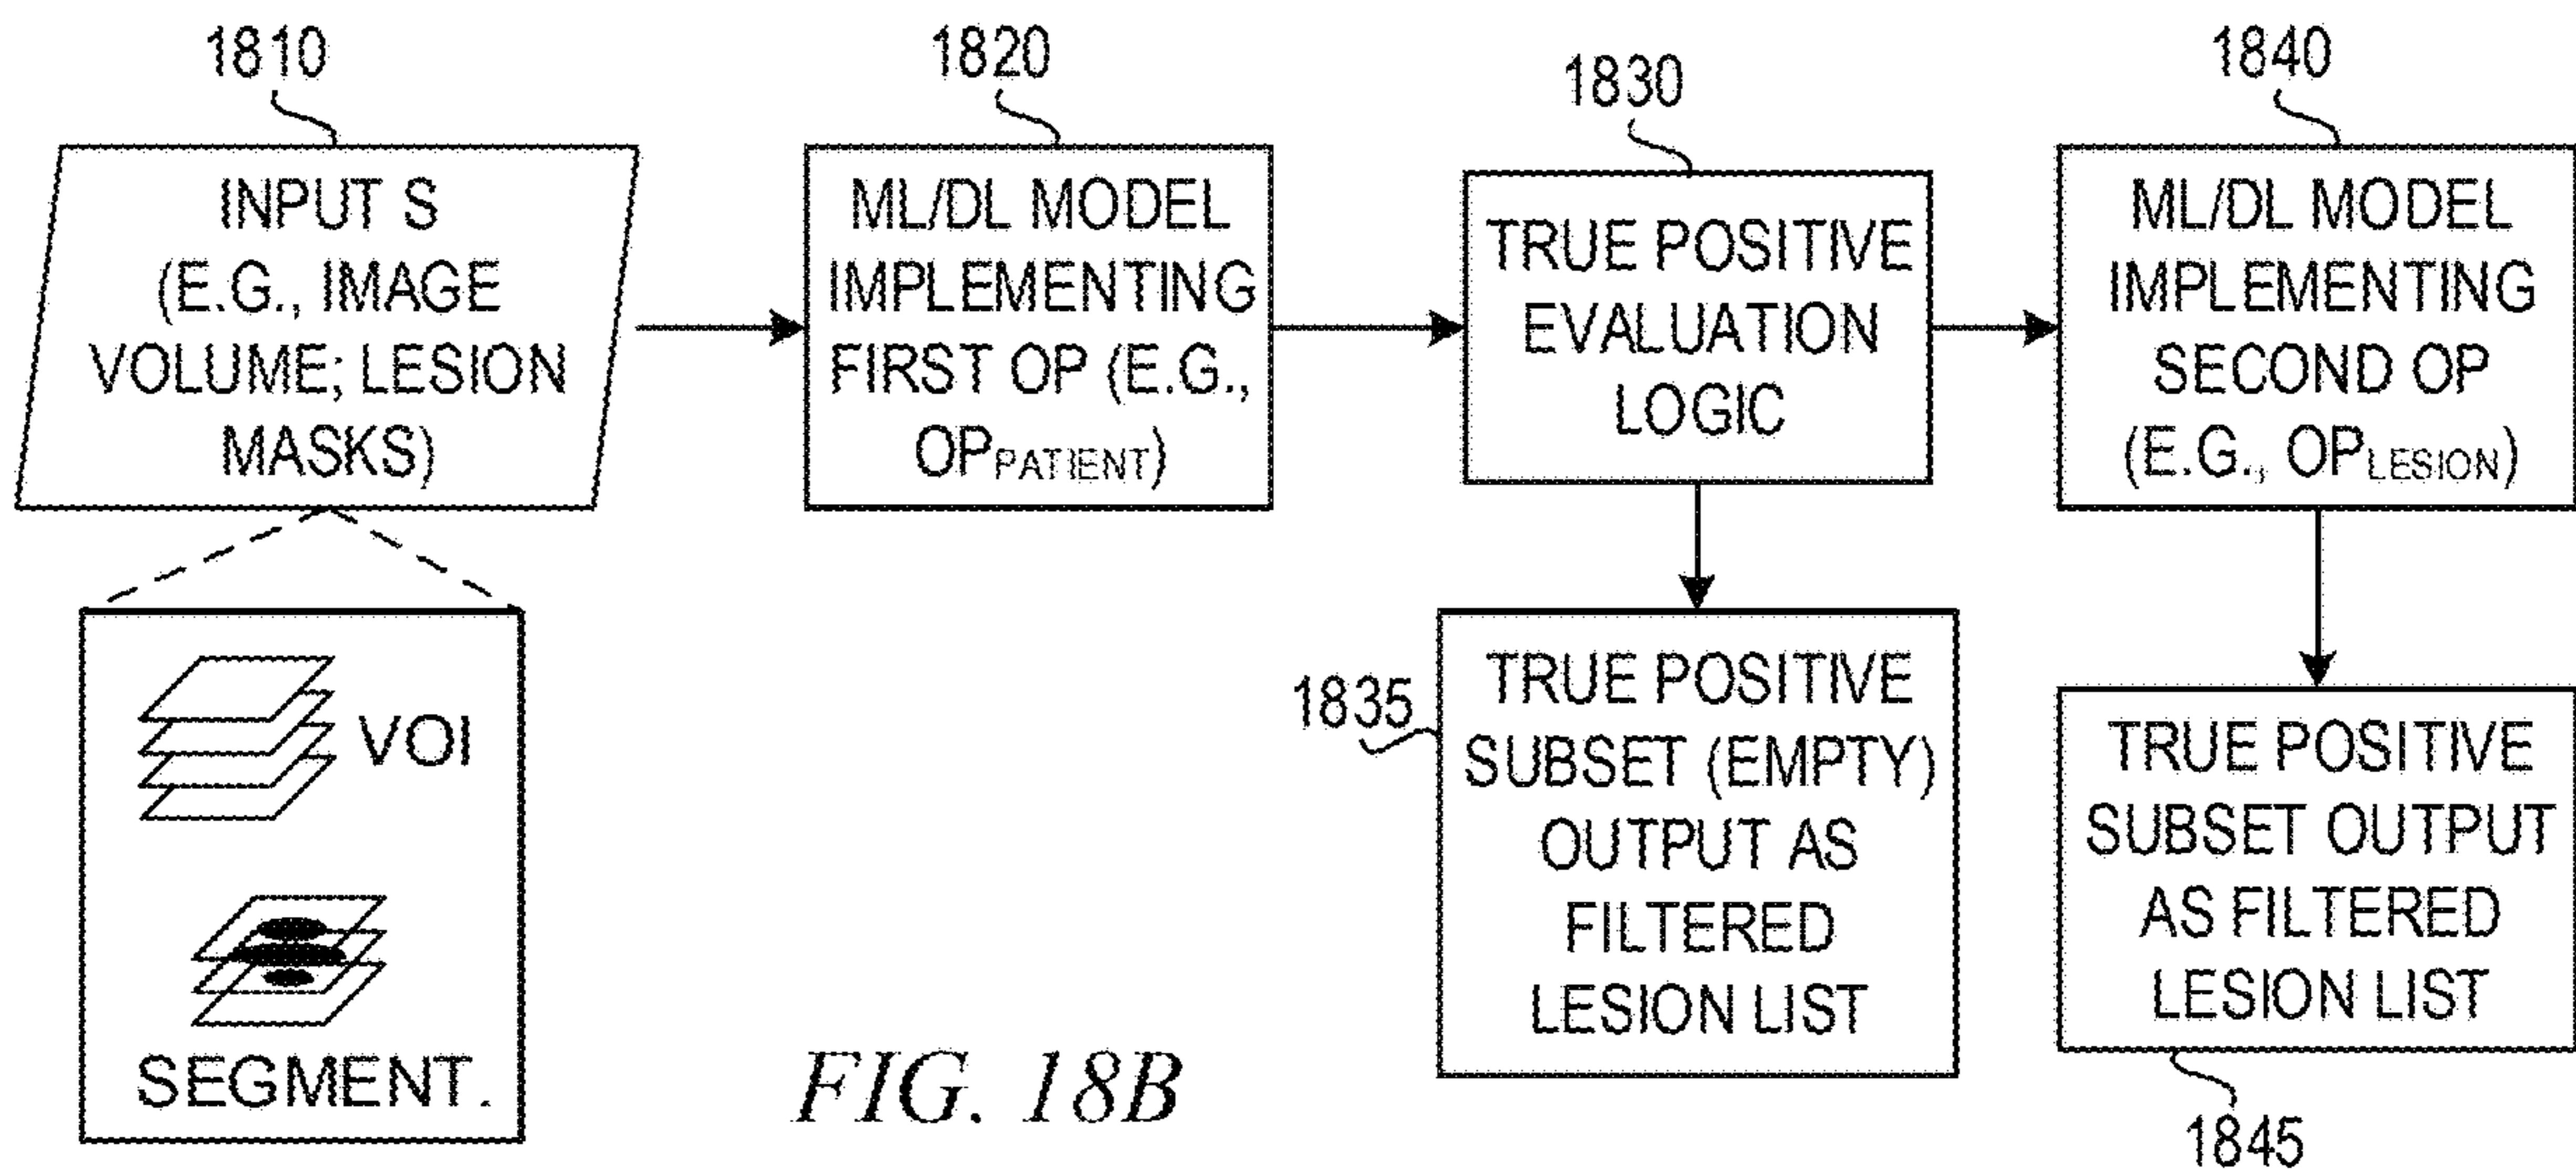 1810
INPUT S
(E.G., IMAGE
VOLUME; LESION
MASKS)
VOI
SEGMENT.
1820
ML/DL MODEL
IMPLEMENTING
FIRST OP (E.G.,
OPPATIENT)
1830
TRUE POSITIVE
EVALUATION
LOGIC
1835
TRUE POSITIVE
SUBSET (EMPTY)
OUTPUT AS
FILTERED
LESION LIST
1840
ML/DL MODEL
IMPLEMENTING
SECOND OP
(E.G., OPLESION)
TRUE POSITIVE
SUBSET OUTPUT
AS FILTERED
LESION LIST
1845
FIG. 18B